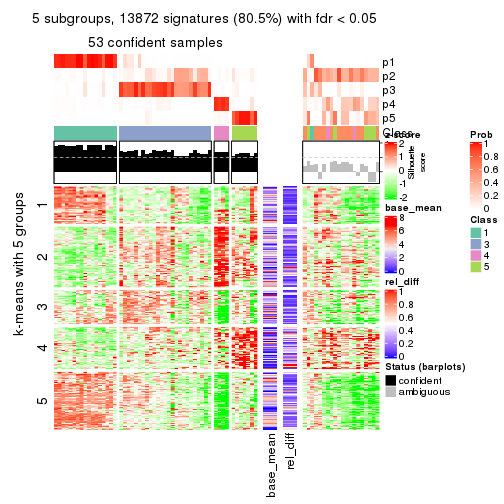 5 subgroups, 13872 signatures (80.5%) with fdr < 0.05
53 confident samples
p1
p2
p3
p4
p5
Class
k-means with 5 groups
1
2
3
4
5
base_mean
rel_diff
z-score
2
1
0
-1
-2
Silhouette
score
base_mean
8
6
4
2
0
rel_diff
1
0.8
0.6
0.4
0.2
0
Status (barplots)
confident
ambiguous
Prob
1
0.8
0.6
0.4
0.2
0
Class
1
3
4
5